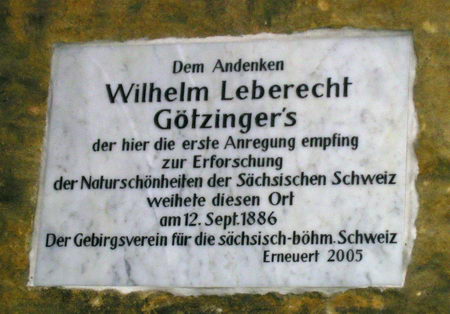 Dem Andenken
Wilhelm Leberecht
Götzinger's
der hier die erste Anregung empfing
zur Erforschung
der Naturschönheiten der Sächsischen Schweiz
weihete diesen Ort
am 12. Sept. 1886
Der Gebirgsverein für die sächsisch-böhm. Schweiz
Erneuert 2005